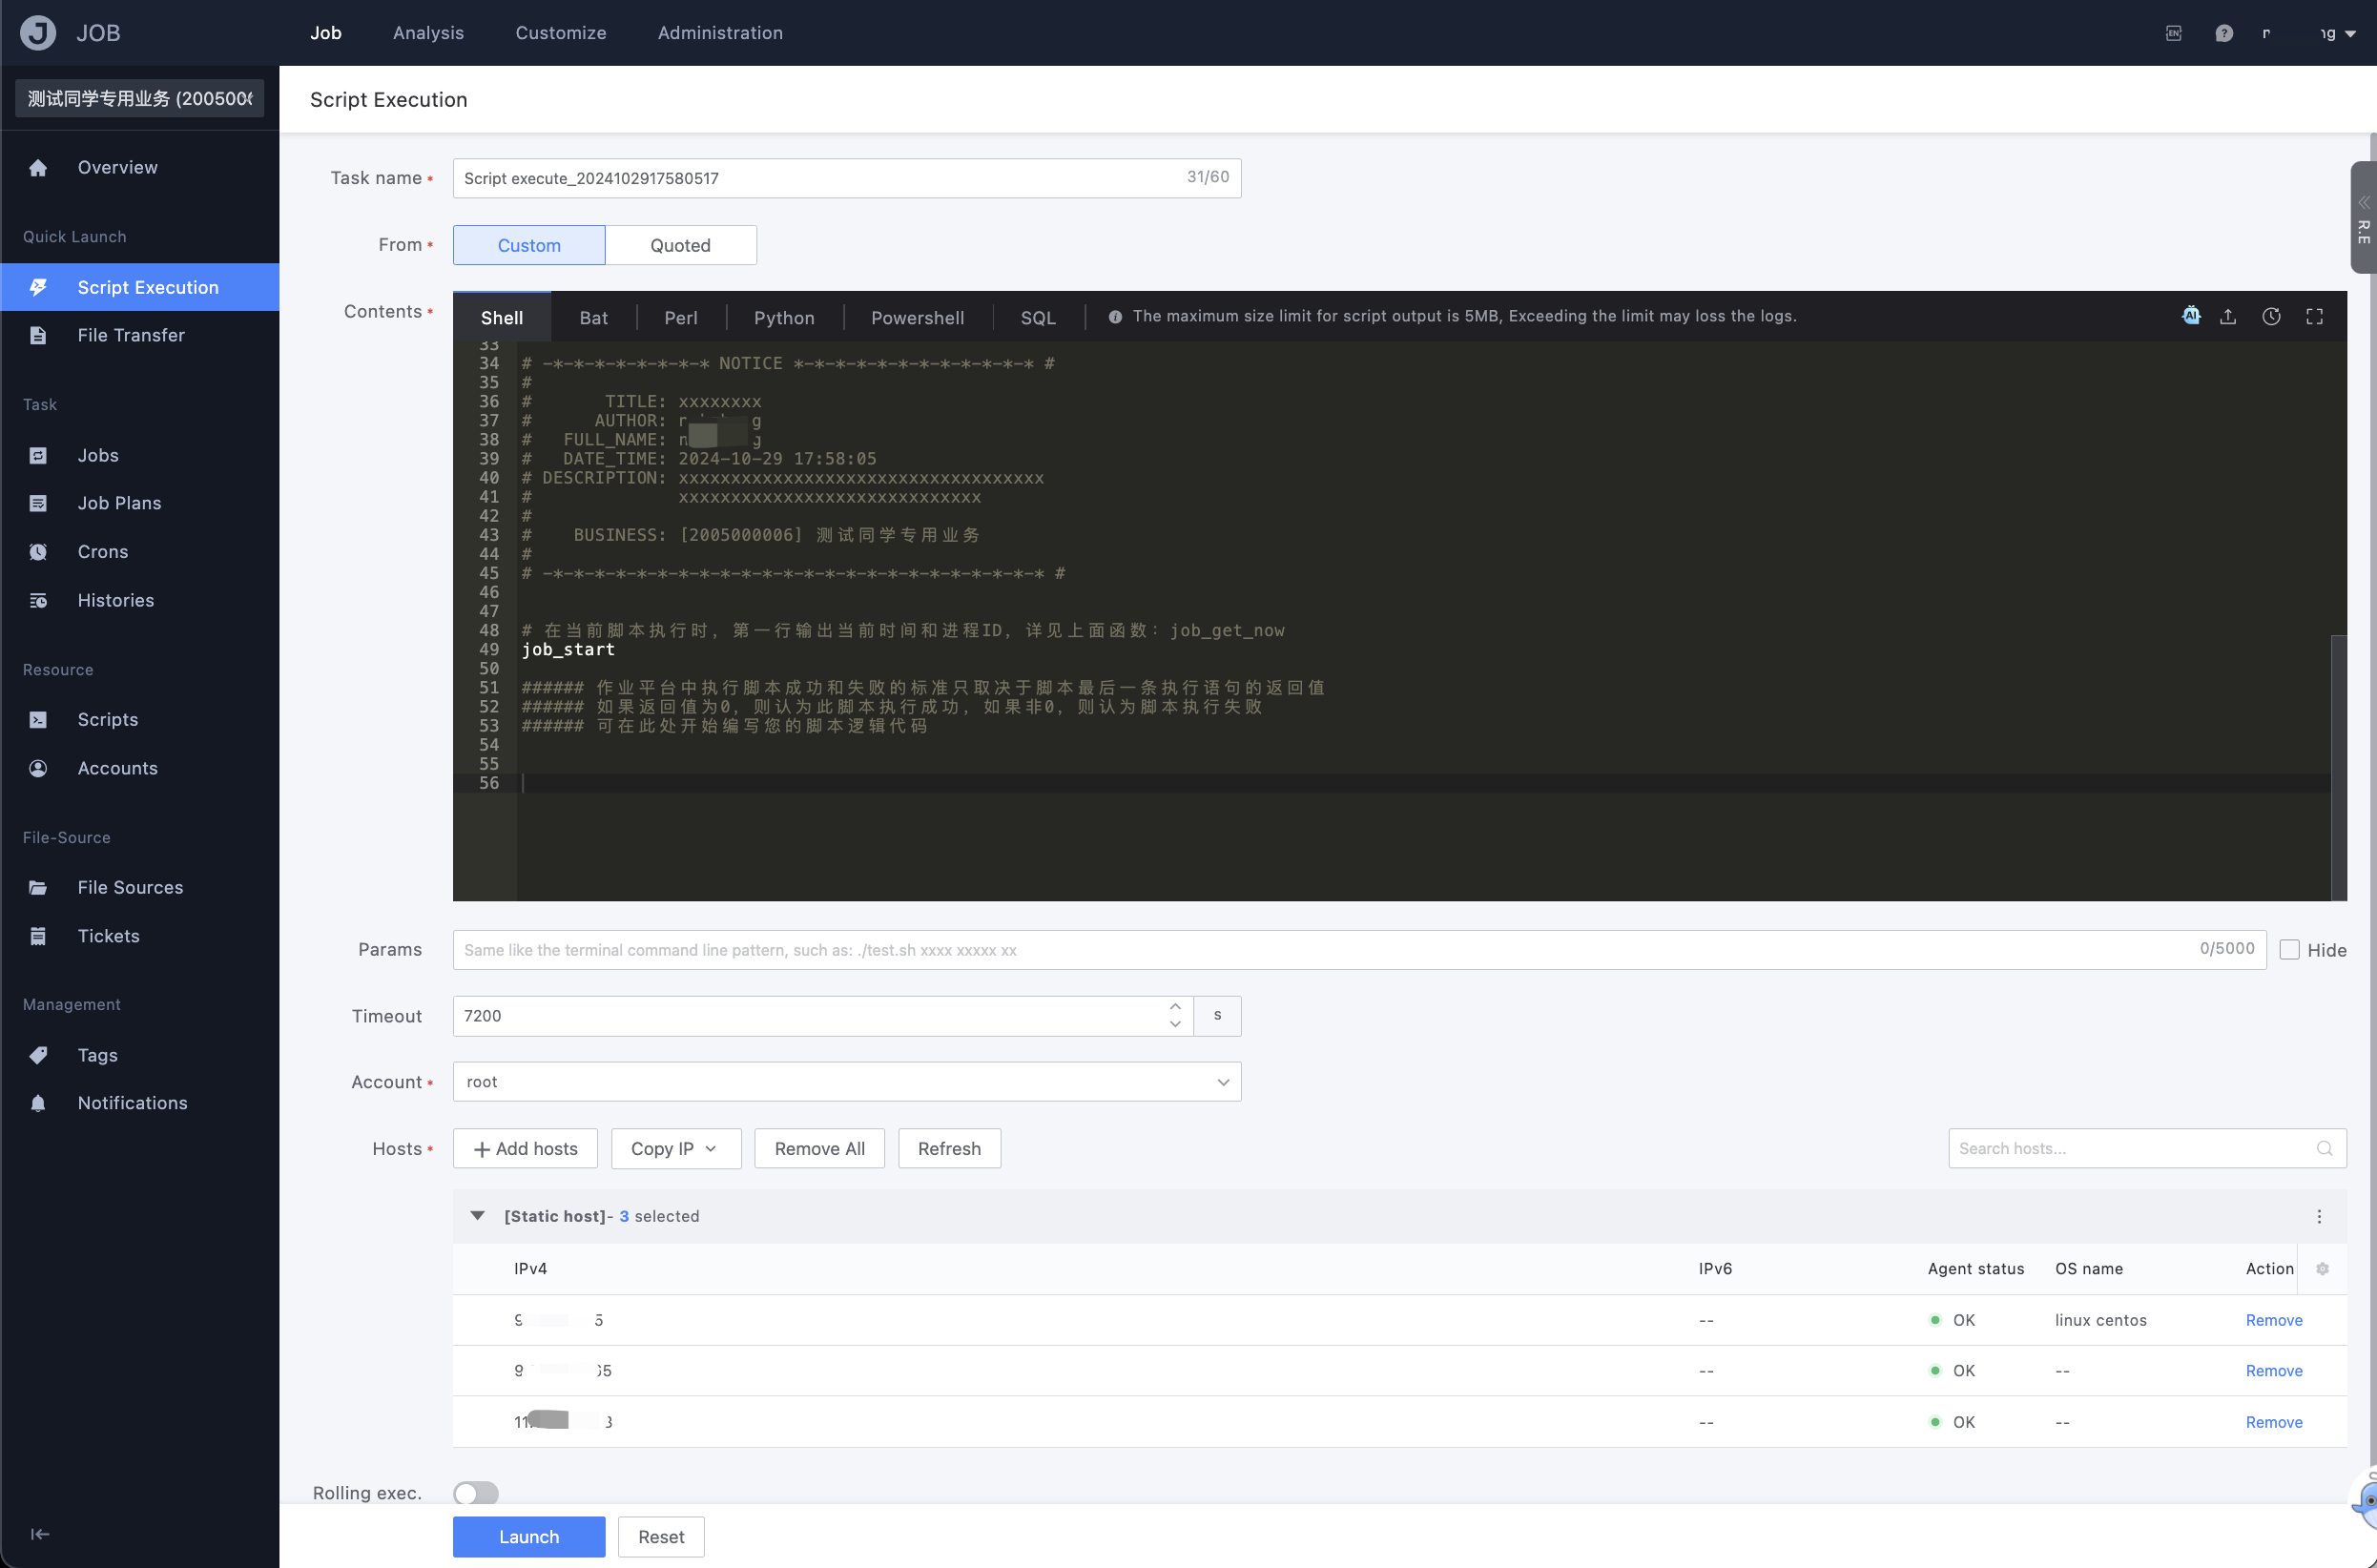 J JOB
Job Analysis Customize Administration
EN ?
测试同学专用业务 (200500
Script Execution
Overview
Quick Launch
Script Execution
File Transfer
Task
Jobs
Job Plans
Crons
Histories
Resource
Scripts
Accounts
File-Source
File Sources
Tickets
Management
Tags
Notifications
Task name * Script execute_2024102917580517 31/60
From * Custom Quoted
Contents * Shell Bat Perl Python Powershell SQL The maximum size limit for script output is 5MB, Exceeding the limit may loss the logs. AI
R.E
33
34 # -*-*-*-*-*-*-*-* NOTICE *-*-*-*-*-*-*-*-*-*-*-* #
35 #
36 # TITLE: xxxxxxxx
37 # AUTHOR:
38 # FULL_NAME:
39 # DATE_TIME: 2024-10-29 17:58:05
40 # DESCRIPTION: xxxxxxxxxxxxxxxxxxxxxxxxxxxxxxxxxxx
41 # xxxxxxxxxxxxxxxxxxxxxxxxxxxxx
42 #
43 # BUSINESS: [2005000006] 测试同学专用业务
44 #
45 # -*-*-*-*-*-*-*-*-*-*-*-*-*-*-*-*-*-*-*-*-*-*-*-* #
46
47
48 # 在当前脚本执行时，第一行输出当前时间和进程ID，详见上面函数：job_get_now
49 job_start
50
51 ###### 作业平台中执行脚本成功和失败的标准只取决于脚本最后一条执行语句的返回值
52 ###### 如果返回值为0，则认为此脚本执行成功，如果非0，则认为脚本执行失败
53 ###### 可在此处开始编写您的脚本逻辑代码
54
55
56
Params Same like the terminal command line pattern, such as: ./test.sh xxxx xxxxx xx 0/5000 Hide
Timeout 7200 s
Account * root
Hosts * + Add hosts Copy IP Remove All Refresh Search hosts...
[Static host]- 3 selected
IPv4 IPv6 Agent status OS name Action
-- OK linux centos Remove
-- OK -- Remove
-- OK -- Remove
Rolling exec.
Launch Reset